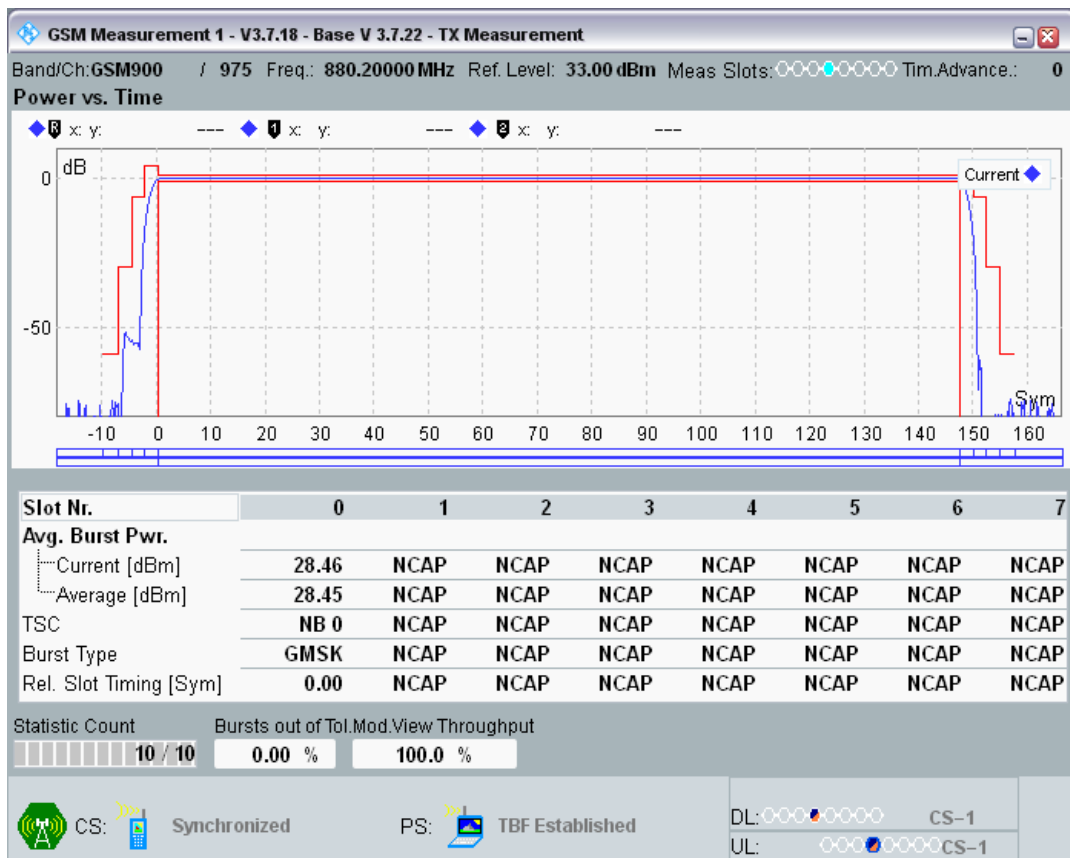 GSM Measurement 1 - V3.7.18 - Base V 3.7.22 - TX Measurement
Band/Ch:GSM900 / 975 Freq.: 880.20000 MHz Ref. Level: 33.00 dBm Meas Slots: Tim.Advance.: 0
Power vs. Time
R x: y: --- 1 x: y: --- 2 x: y: ---
dB
Current
0
-50
Sym
-10 0 10 20 30 40 50 60 70 80 90 100 110 120 130 140 150 160
Slot Nr. 0 1 2 3 4 5 6 7
Avg. Burst Pwr.
Current [dBm] 28.46 NCAP NCAP NCAP NCAP NCAP NCAP NCAP
Average [dBm] 28.45 NCAP NCAP NCAP NCAP NCAP NCAP NCAP
TSC NB 0 NCAP NCAP NCAP NCAP NCAP NCAP NCAP
Burst Type GMSK NCAP NCAP NCAP NCAP NCAP NCAP NCAP
Rel. Slot Timing [Sym] 0.00 NCAP NCAP NCAP NCAP NCAP NCAP NCAP
Statistic Count Bursts out of Tol.Mod.View Throughput
10 / 10 0.00 % 100.0 %
CS: Synchronized PS: TBF Established
DL: CS-1
UL: CS-1